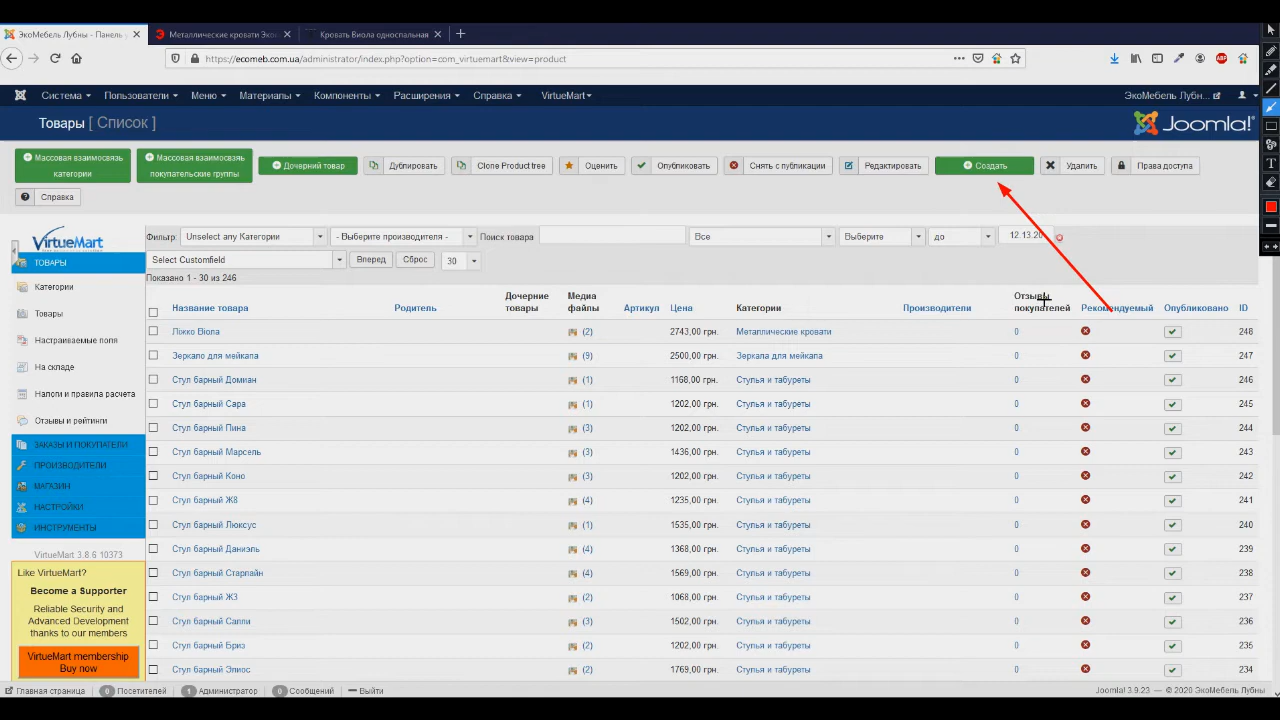 ЭкоМебель Лубны - Панель у
Металлические кровати Эко
Кровать Виола односпальная
https://ecomeb.com.ua/administrator/index.php?option=com_virtuemart&view=product
Система Пользователи Меню Материалы Компоненты Расширения Справка VirtueMart ЭкоМебель Лубн...
Товары [ Список ] Joomla!
Массовая взаимосвязь категории
Массовая взаимосвязь покупательские группы
Дочерний товар
Дублировать
Clone Product tree
Оценить
Опубликовать
Снять с публикации
Редактировать
Создать
Удалить
Права доступа
Справка
VirtueMart
ТОВАРЫ
Категории
Товары
Настраиваемые поля
На складе
Налоги и правила расчета
Отзывы и рейтинги
ЗАКАЗЫ И ПОКУПАТЕЛИ
ПРОИЗВОДИТЕЛИ
МАГАЗИН
НАСТРОЙКИ
ИНСТРУМЕНТЫ
VirtueMart 3.8.6 10373
Like VirtueMart?
Become a Supporter
Reliable Security and
Advanced Development
thanks to our members
VirtueMart membership
Buy now
Фильтр: Unselect any Категории - Выберите производителя - Поиск товара Все Выберите до 12.13.20
Select Customfield Вперед Сброс 30
Показано 1 - 30 из 246
Название товара Родитель Дочерние товары Медиа файлы Артикул Цена Категории Производители Отзывы покупателей Рекомендуемый Опубликовано ID
Ліжко Віола (2) 2743,00 грн. Металлические кровати 0 248
Зеркало для мейкапа (9) 2500,00 грн. Зеркала для мейкапа 0 247
Стул барный Домиан (1) 1168,00 грн. Стулья и табуреты 0 246
Стул барный Сара (1) 1202,00 грн. Стулья и табуреты 0 245
Стул барный Пина (3) 1202,00 грн. Стулья и табуреты 0 244
Стул барный Марсель (3) 1436,00 грн. Стулья и табуреты 0 243
Стул барный Коно (3) 1202,00 грн. Стулья и табуреты 0 242
Стул барный Ж8 (4) 1235,00 грн. Стулья и табуреты 0 241
Стул барный Люксус (1) 1535,00 грн. Стулья и табуреты 0 240
Стул барный Даниэль (4) 1368,00 грн. Стулья и табуреты 0 239
Стул барный Старлайн (4) 1569,00 грн. Стулья и табуреты 0 238
Стул барный Ж3 (2) 1068,00 грн. Стулья и табуреты 0 237
Стул барный Салли (3) 1502,00 грн. Стулья и табуреты 0 236
Стул барный Бриз (2) 1202,00 грн. Стулья и табуреты 0 235
Стул барный Элиос (2) 1769,00 грн. Стулья и табуреты 0 234
Главная страница 0 Посетителей 1 Администратор 0 Сообщений Выйти Joomla! 3.9.23 — © 2020 ЭкоМебель Лубны